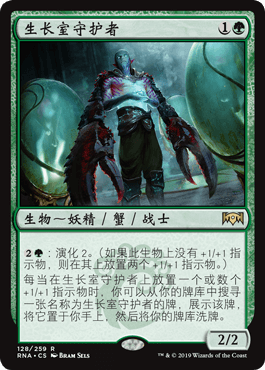 生长室守护者 1
生物～妖精／蟹／战士
2：演化2。（如果此生物上没有+1/+1指
示物，则在其上放置两个+1/+1指示物。）
每当在生长室守护者上放置一个或数个
+1/+1指示物时，你可以从你的牌库中搜寻
一张名称为生长室守护者的牌，展示该牌，
将它置于你手上，然后将你的牌库洗牌。
2/2
128/259 R
RNA • CS BRAM SELS
™ & © 2019 Wizards of the Coast